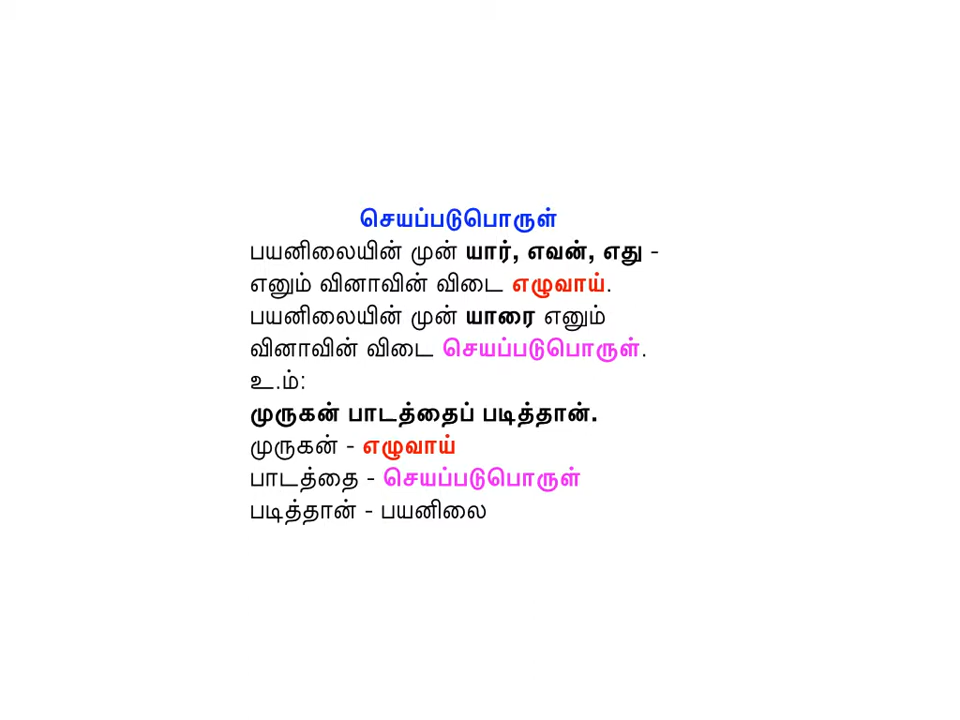 செயப்படுபொருள்
பயனிலையின் முன் யார், எவன், எது -
எனும் வினாவின் விடை எழுவாய்.
பயனிலையின் முன் யாரை எனும்
வினாவின் விடை செயப்படுபொருள்.
உ.ம்:
முருகன் பாடத்தைப் படித்தான்.
முருகன் - எழுவாய்
பாடத்தை - செயப்படுபொருள்
படித்தான் - பயனிலை